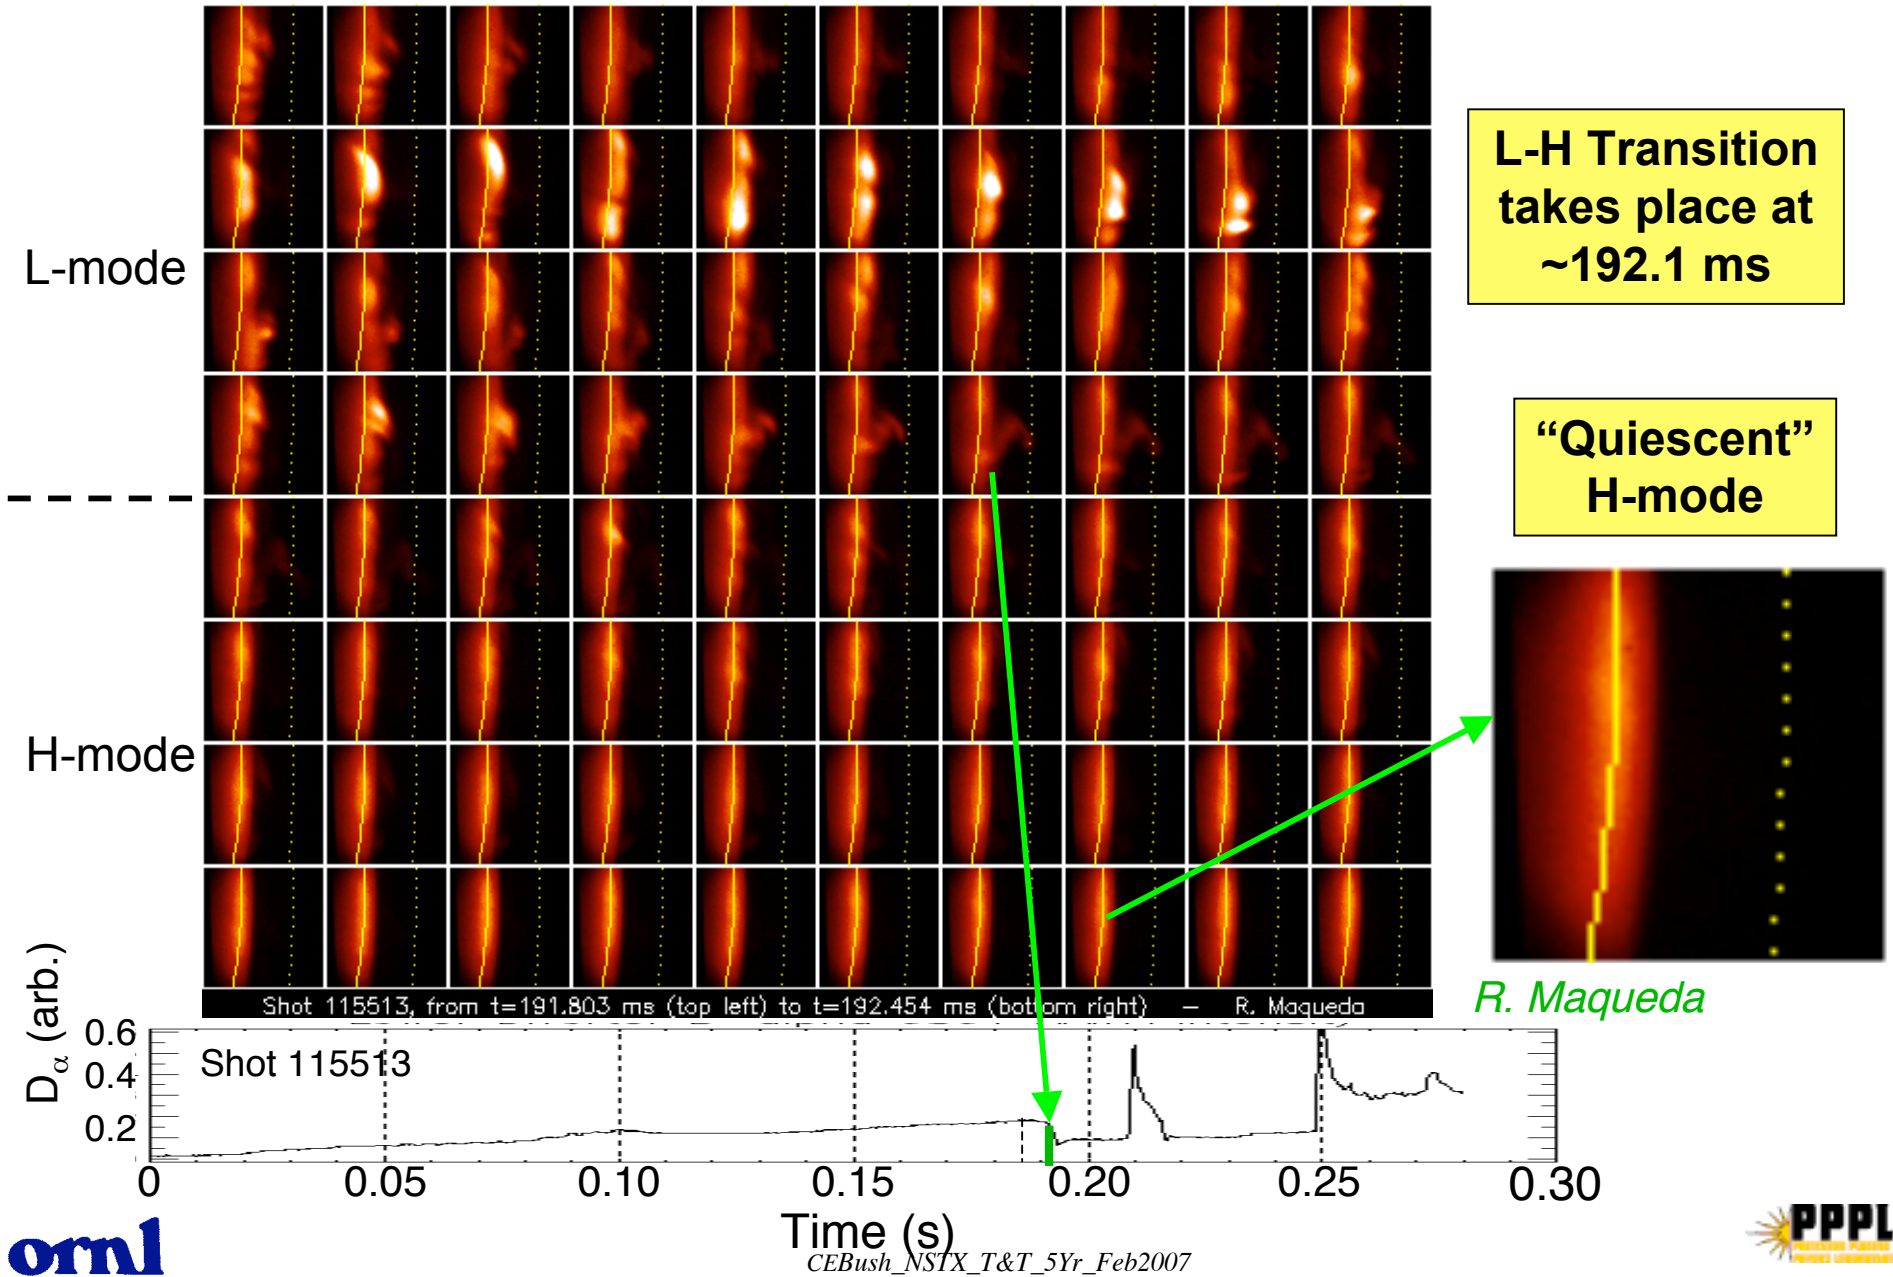 L-mode
H-mode
L-H Transition
takes place at
~192.1 ms
“Quiescent”
H-mode
R. Maqueda
Shot 115513, from t=191.803 ms (top left) to t=192.454 ms (bottom right) – R. Maqueda
Dα (arb.)
0.6
0.4
0.2
Shot 115513
0 0.05 0.10 0.15 0.20 0.25 0.30
Time (s)
ornl
CEBush_NSTX_T&T_5Yr_Feb2007
PPPL